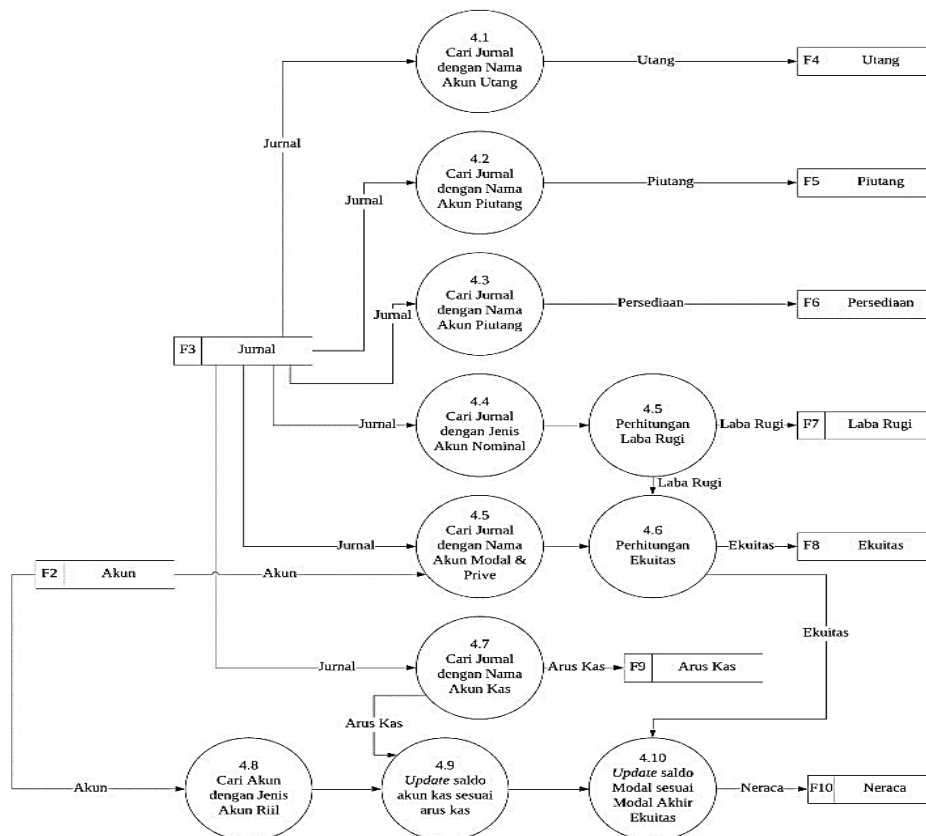 4.1
Cari Jurnal
dengan Nama
Akun Utang
Utang
F4 Utang
Jurnal
4.2
Cari Jurnal
dengan Nama
Akun Piutang
Piutang
F5 Piutang
Jurnal
4.3
Cari Jurnal
dengan Nama
Akun Piutang
Persediaan
F6 Persediaan
Jurnal
F3 Jurnal
4.4
Cari Jurnal
dengan Jenis
Akun Nominal
Jurnal
4.5
Perhitungan
Laba Rugi
Laba Rugi
F7 Laba Rugi
Laba Rugi
4.5
Cari Jurnal
dengan Nama
Akun Modal &
Prive
Jurnal
4.6
Perhitungan
Ekuitas
Ekuitas
F8 Ekuitas
F2 Akun
Akun
Ekuitas
4.7
Cari Jurnal
dengan Nama
Akun Kas
Jurnal
Arus Kas
F9 Arus Kas
Arus Kas
4.8
Cari Akun
dengan Jenis
Akun Riil
Akun
4.9
Update saldo
akun kas sesuai
arus kas
4.10
Update saldo
Modal sesuai
Modal Akhir
Ekuitas
Neraca
F10 Neraca